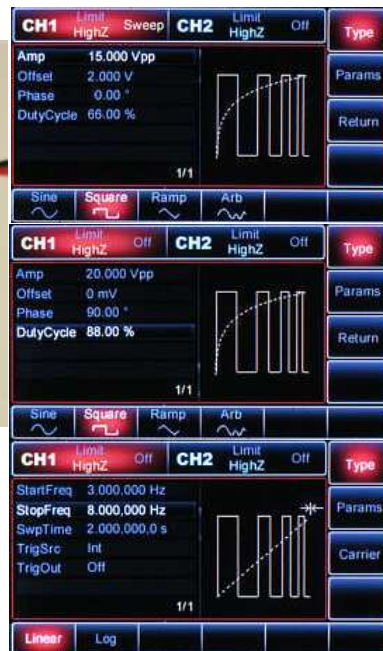 CH1 Limit HighZ Sweep CH2 Limit HighZ Off Type
Amp 15.000 Vpp
Offset 2.000 V
Params
Phase 0.00 °
DutyCycle 66.00 %
Return
1/1
Sine Square Ramp Arb
CH1 Limit HighZ Off CH2 Limit HighZ Off Type
Amp 20.000 Vpp
Offset 0 mV
Params
Phase 90.00 °
DutyCycle 88.00 %
Return
1/1
Sine Square Ramp Arb
CH1 Limit HighZ Off CH2 Limit HighZ Off Type
StartFreq 3.000,000 Hz
StopFreq 8.000,000 Hz
Params
SwpTime 2.000,000,0 s
TrigSrc Int
Carrier
TrigOut Off
1/1
Linear Log